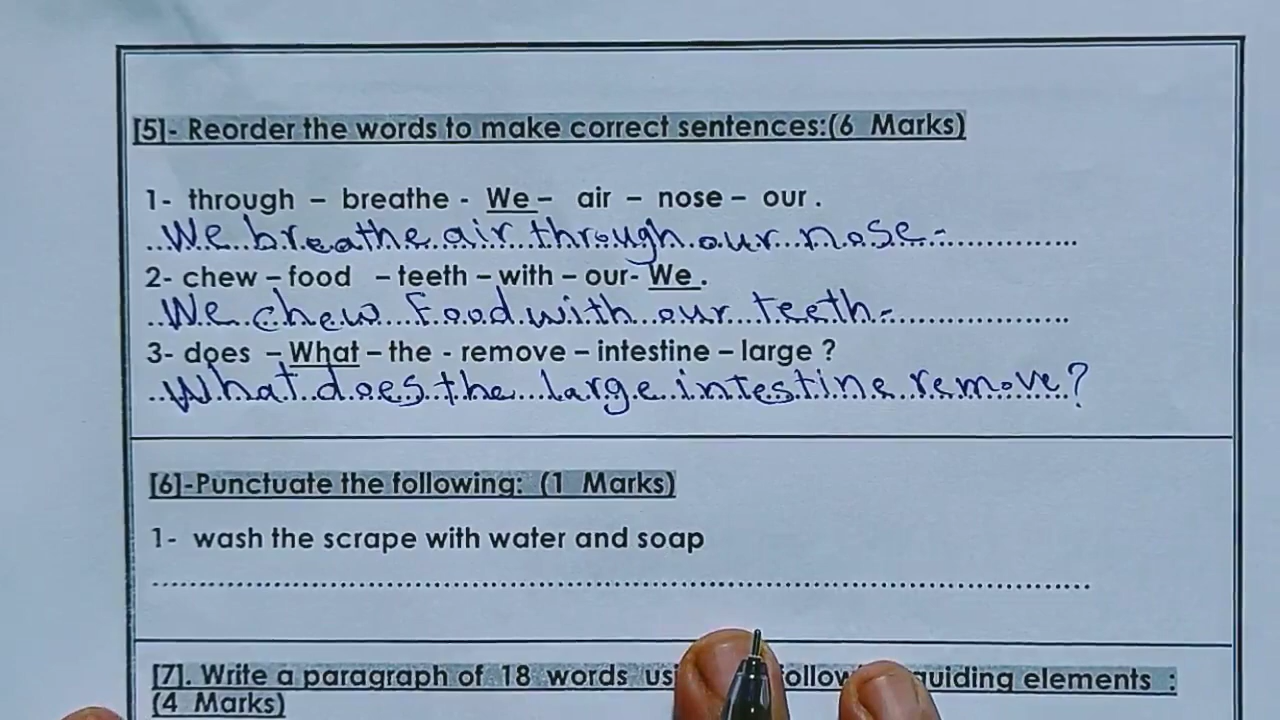 [5]- Reorder the words to make correct sentences:(6 Marks)
1- through – breathe - We – air – nose – our .
We breathe air through our nose.
2- chew – food – teeth – with – our- We .
We chew food with our teeth.
3- does – What – the - remove – intestine – large ?
What does the large intestine remove?
[6]-Punctuate the following: (1 Marks)
1- wash the scrape with water and soap
[7]. Write a paragraph of 18 words guiding elements :
(4 Marks)